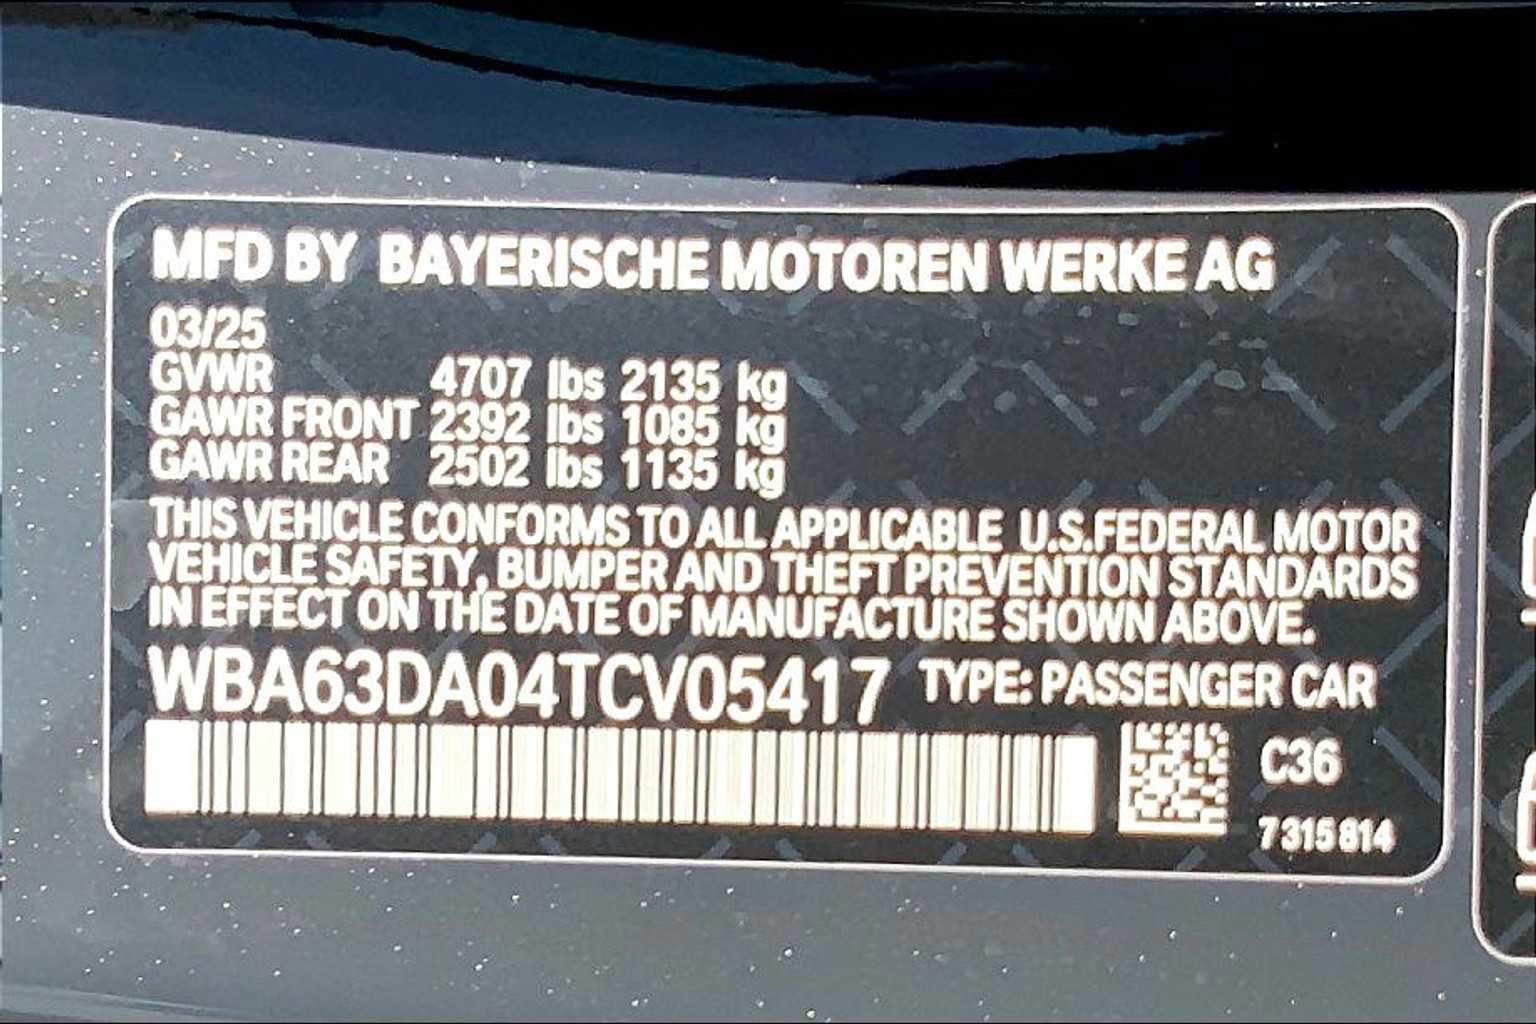 MFD BY BAYERISCHE MOTOREN WERKE AG
03/25
GVWR 4707 lbs 2135 kg
GAWR FRONT 2392 lbs 1085 kg
GAWR REAR 2502 lbs 1135 kg
THIS VEHICLE CONFORMS TO ALL APPLICABLE U.S.FEDERAL MOTOR
VEHICLE SAFETY, BUMPER AND THEFT PREVENTION STANDARDS
IN EFFECT ON THE DATE OF MANUFACTURE SHOWN ABOVE.
WBA63DA04TCV05417 TYPE: PASSENGER CAR
C36
7315814